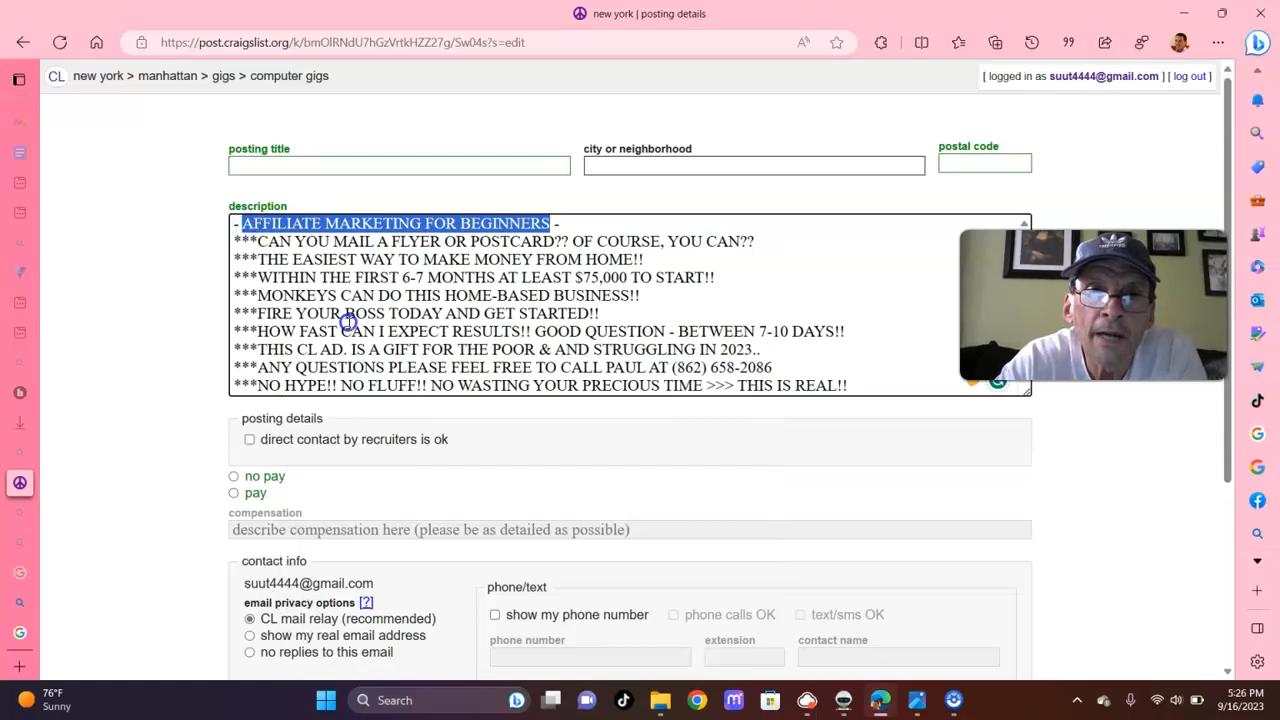 new york | posting details
https://post.craigslist.org/k/bmOlRNdU7hGzVrtkHZZ27g/Sw04s?s=edit
CL new york > manhattan > gigs > computer gigs
[ logged in as suut4444@gmail.com ] [ log out ]
posting title
city or neighborhood
postal code
description
- AFFILIATE MARKETING FOR BEGINNERS -
***CAN YOU MAIL A FLYER OR POSTCARD?? OF COURSE, YOU CAN??
***THE EASIEST WAY TO MAKE MONEY FROM HOME!!
***WITHIN THE FIRST 6-7 MONTHS AT LEAST $75,000 TO START!!
***MONKEYS CAN DO THIS HOME-BASED BUSINESS!!
***FIRE YOUR BOSS TODAY AND GET STARTED!!
***HOW FAST CAN I EXPECT RESULTS!! GOOD QUESTION - BETWEEN 7-10 DAYS!!
***THIS CL AD. IS A GIFT FOR THE POOR & AND STRUGGLING IN 2023..
***ANY QUESTIONS PLEASE FEEL FREE TO CALL PAUL AT (862) 658-2086
***NO HYPE!! NO FLUFF!! NO WASTING YOUR PRECIOUS TIME >>> THIS IS REAL!!
posting details
direct contact by recruiters is ok
no pay
pay
compensation
describe compensation here (please be as detailed as possible)
contact info
suut4444@gmail.com
email privacy options [?]
CL mail relay (recommended)
show my real email address
no replies to this email
phone/text
show my phone number
phone calls OK
text/sms OK
phone number
extension
contact name
76°F
Sunny
Search
5:26 PM
9/16/2023